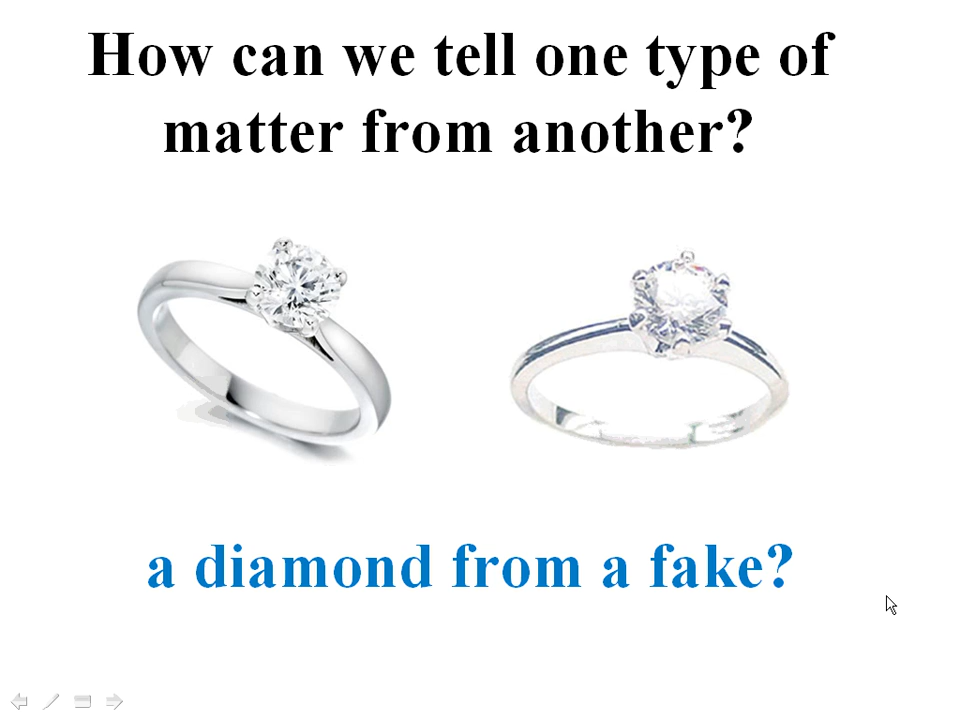 How can we tell one type of
matter from another?
a diamond from a fake?